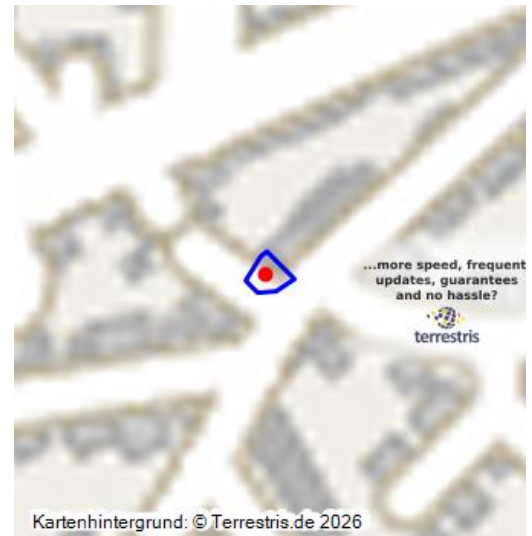 ...more speed, frequent
updates, guarantees
and no hassle?
terrestris
Kartenhintergrund: © Terrestris.de 2026